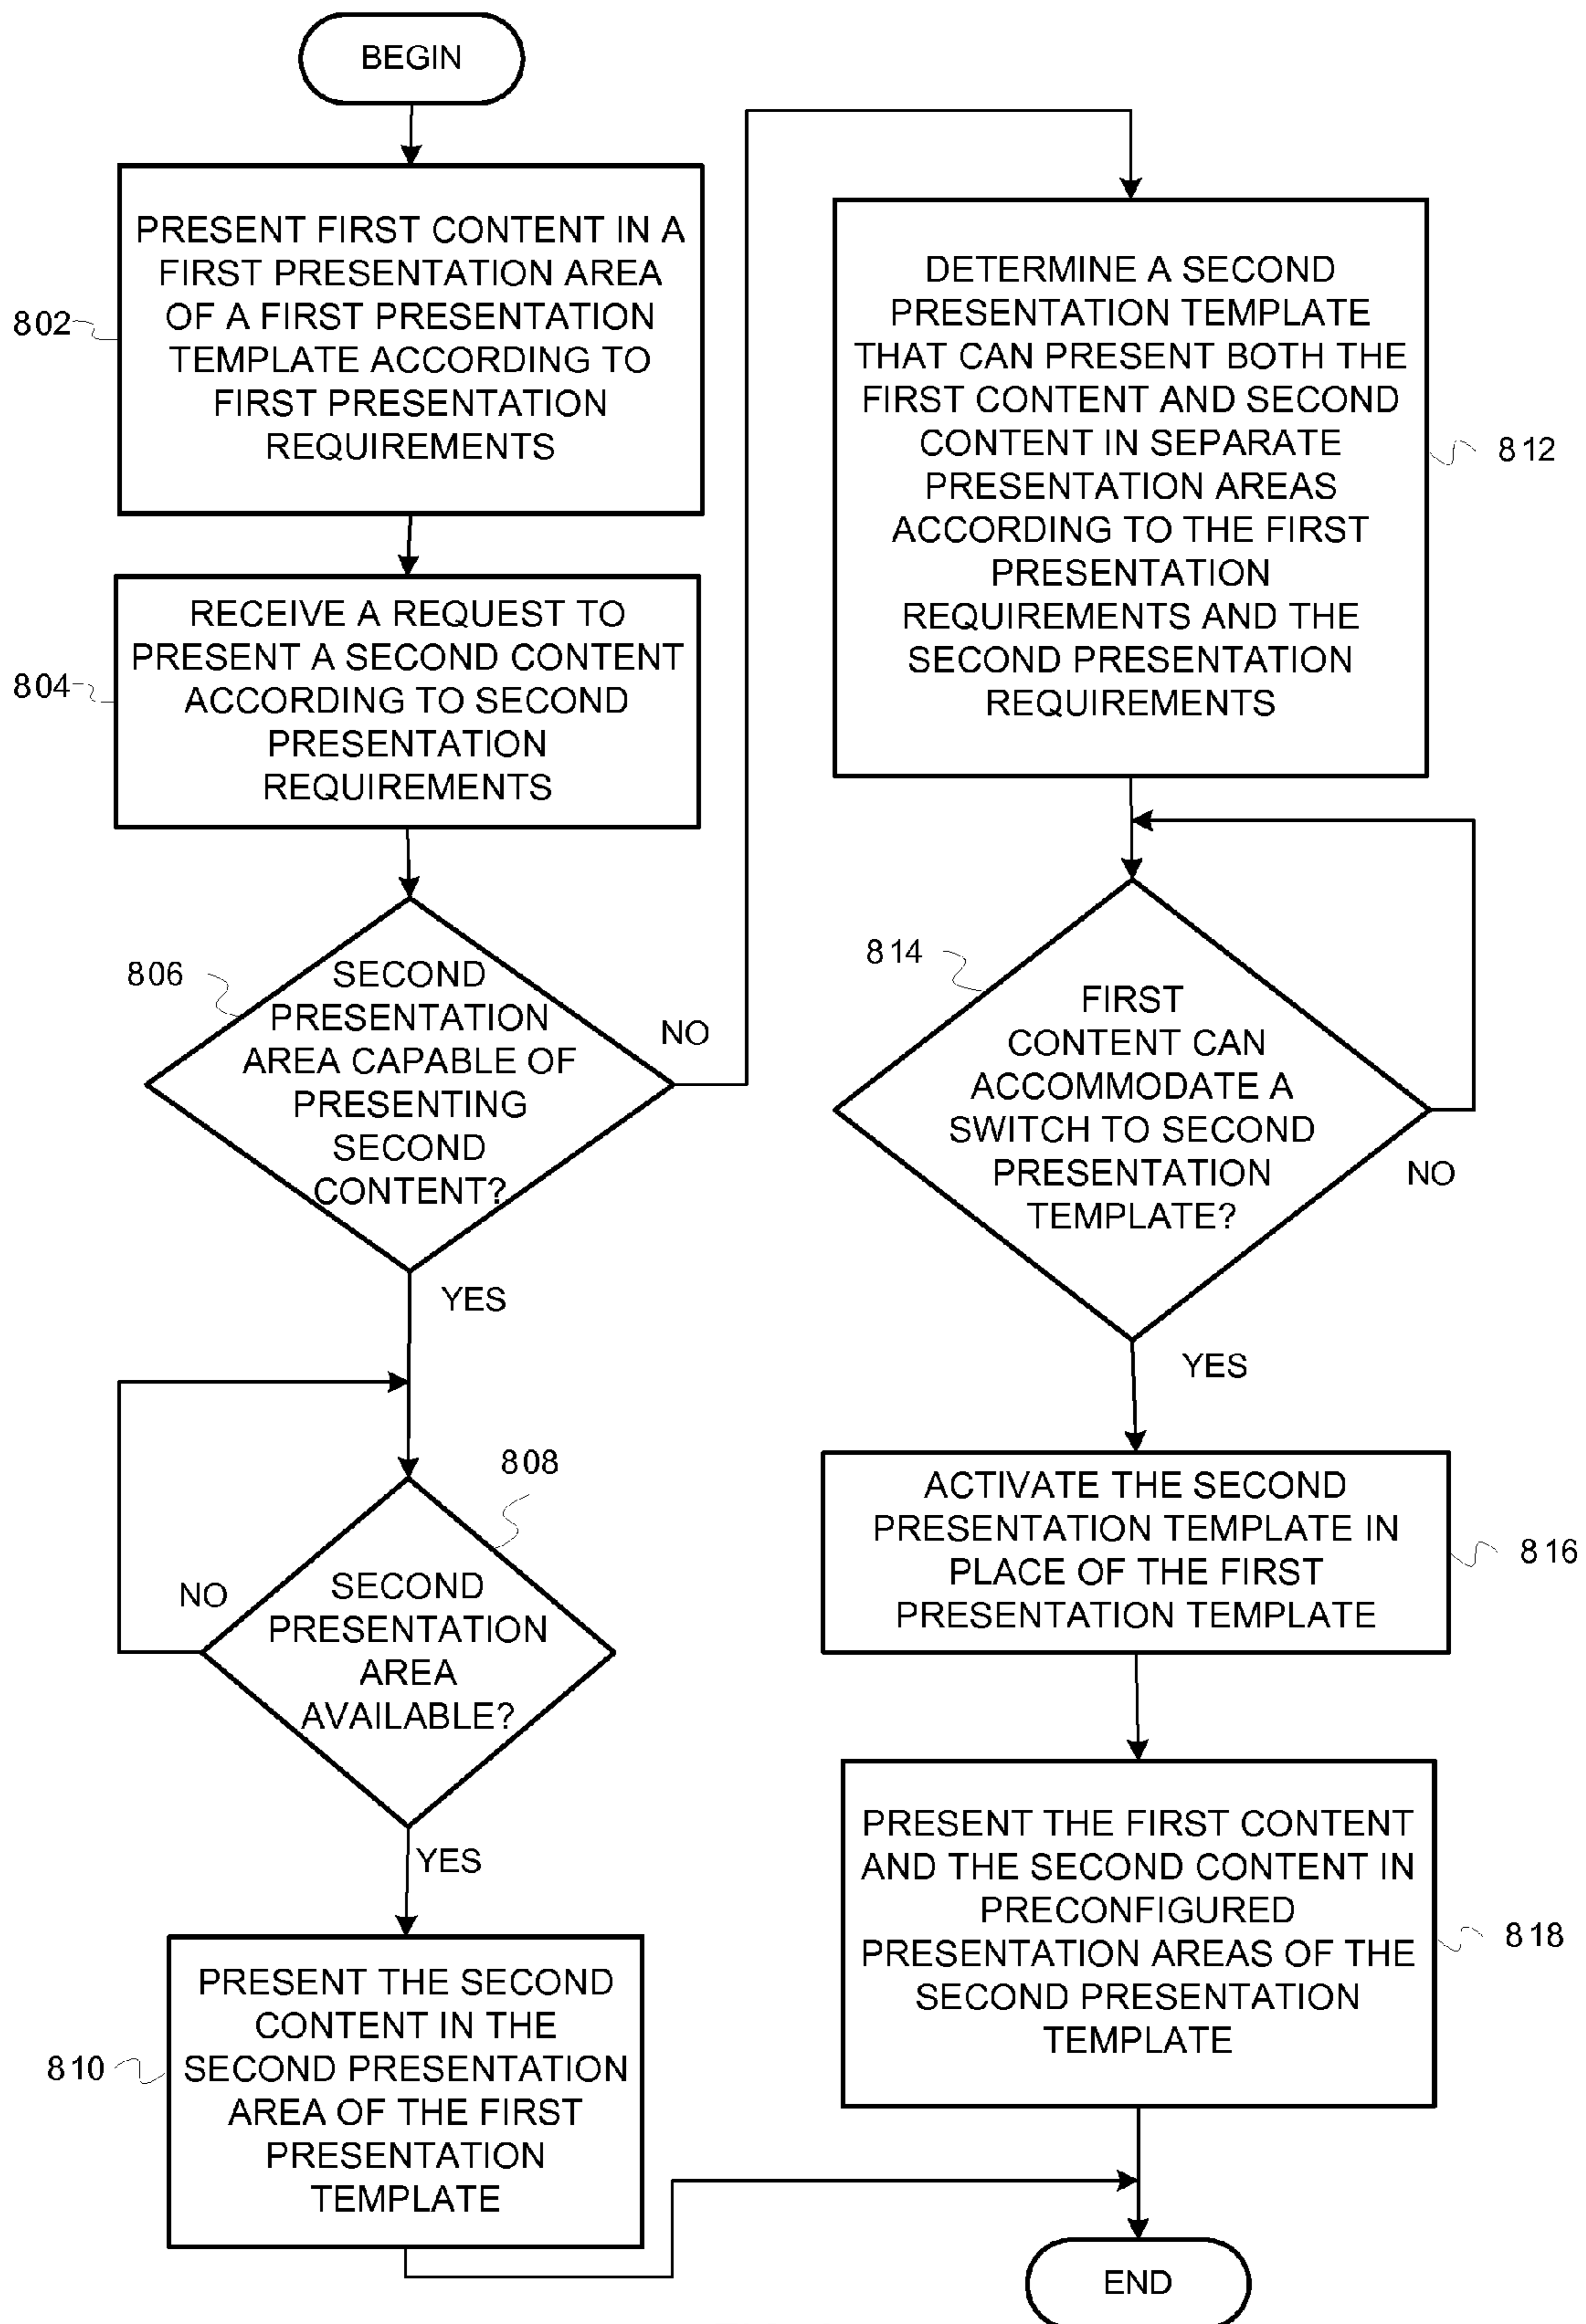 BEGIN
802
PRESENT FIRST CONTENT IN A
FIRST PRESENTATION AREA
OF A FIRST PRESENTATION
TEMPLATE ACCORDING TO
FIRST PRESENTATION
REQUIREMENTS
804
RECEIVE A REQUEST TO
PRESENT A SECOND CONTENT
ACCORDING TO SECOND
PRESENTATION
REQUIREMENTS
806
SECOND
PRESENTATION
AREA CAPABLE OF
PRESENTING
SECOND
CONTENT?
NO
YES
808
SECOND
PRESENTATION
AREA
AVAILABLE?
NO
YES
810
PRESENT THE SECOND
CONTENT IN THE
SECOND PRESENTATION
AREA OF THE FIRST
PRESENTATION
TEMPLATE
DETERMINE A SECOND
PRESENTATION TEMPLATE
THAT CAN PRESENT BOTH THE
FIRST CONTENT AND SECOND
CONTENT IN SEPARATE
PRESENTATION AREAS
ACCORDING TO THE FIRST
PRESENTATION
REQUIREMENTS AND THE
SECOND PRESENTATION
REQUIREMENTS
812
814
FIRST
CONTENT CAN
ACCOMMODATE A
SWITCH TO SECOND
PRESENTATION
TEMPLATE?
NO
YES
ACTIVATE THE SECOND
PRESENTATION TEMPLATE IN
PLACE OF THE FIRST
PRESENTATION TEMPLATE
816
PRESENT THE FIRST CONTENT
AND THE SECOND CONTENT IN
PRECONFIGURED
PRESENTATION AREAS OF THE
SECOND PRESENTATION
TEMPLATE
818
END